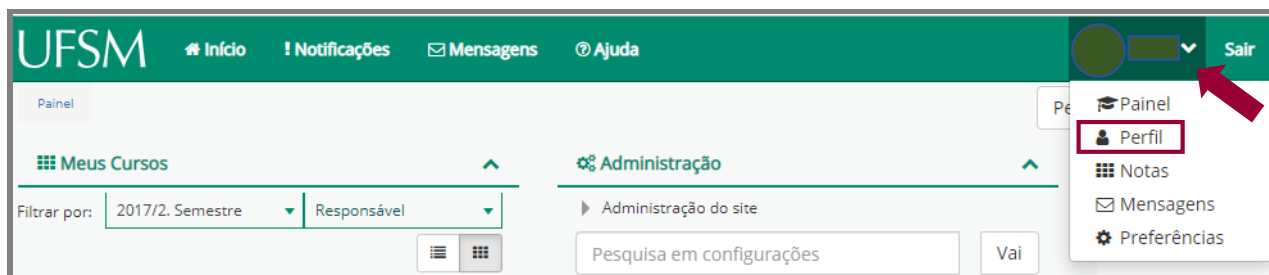 UFSM Início ! Notificações Mensagens Ajuda Sair
Painel
Pe
Painel
Perfil
Notas
Mensagens
Preferências
Meus Cursos
Filtrar por: 2017/2. Semestre Responsável
Administração
Administração do site
Pesquisa em configurações Vai